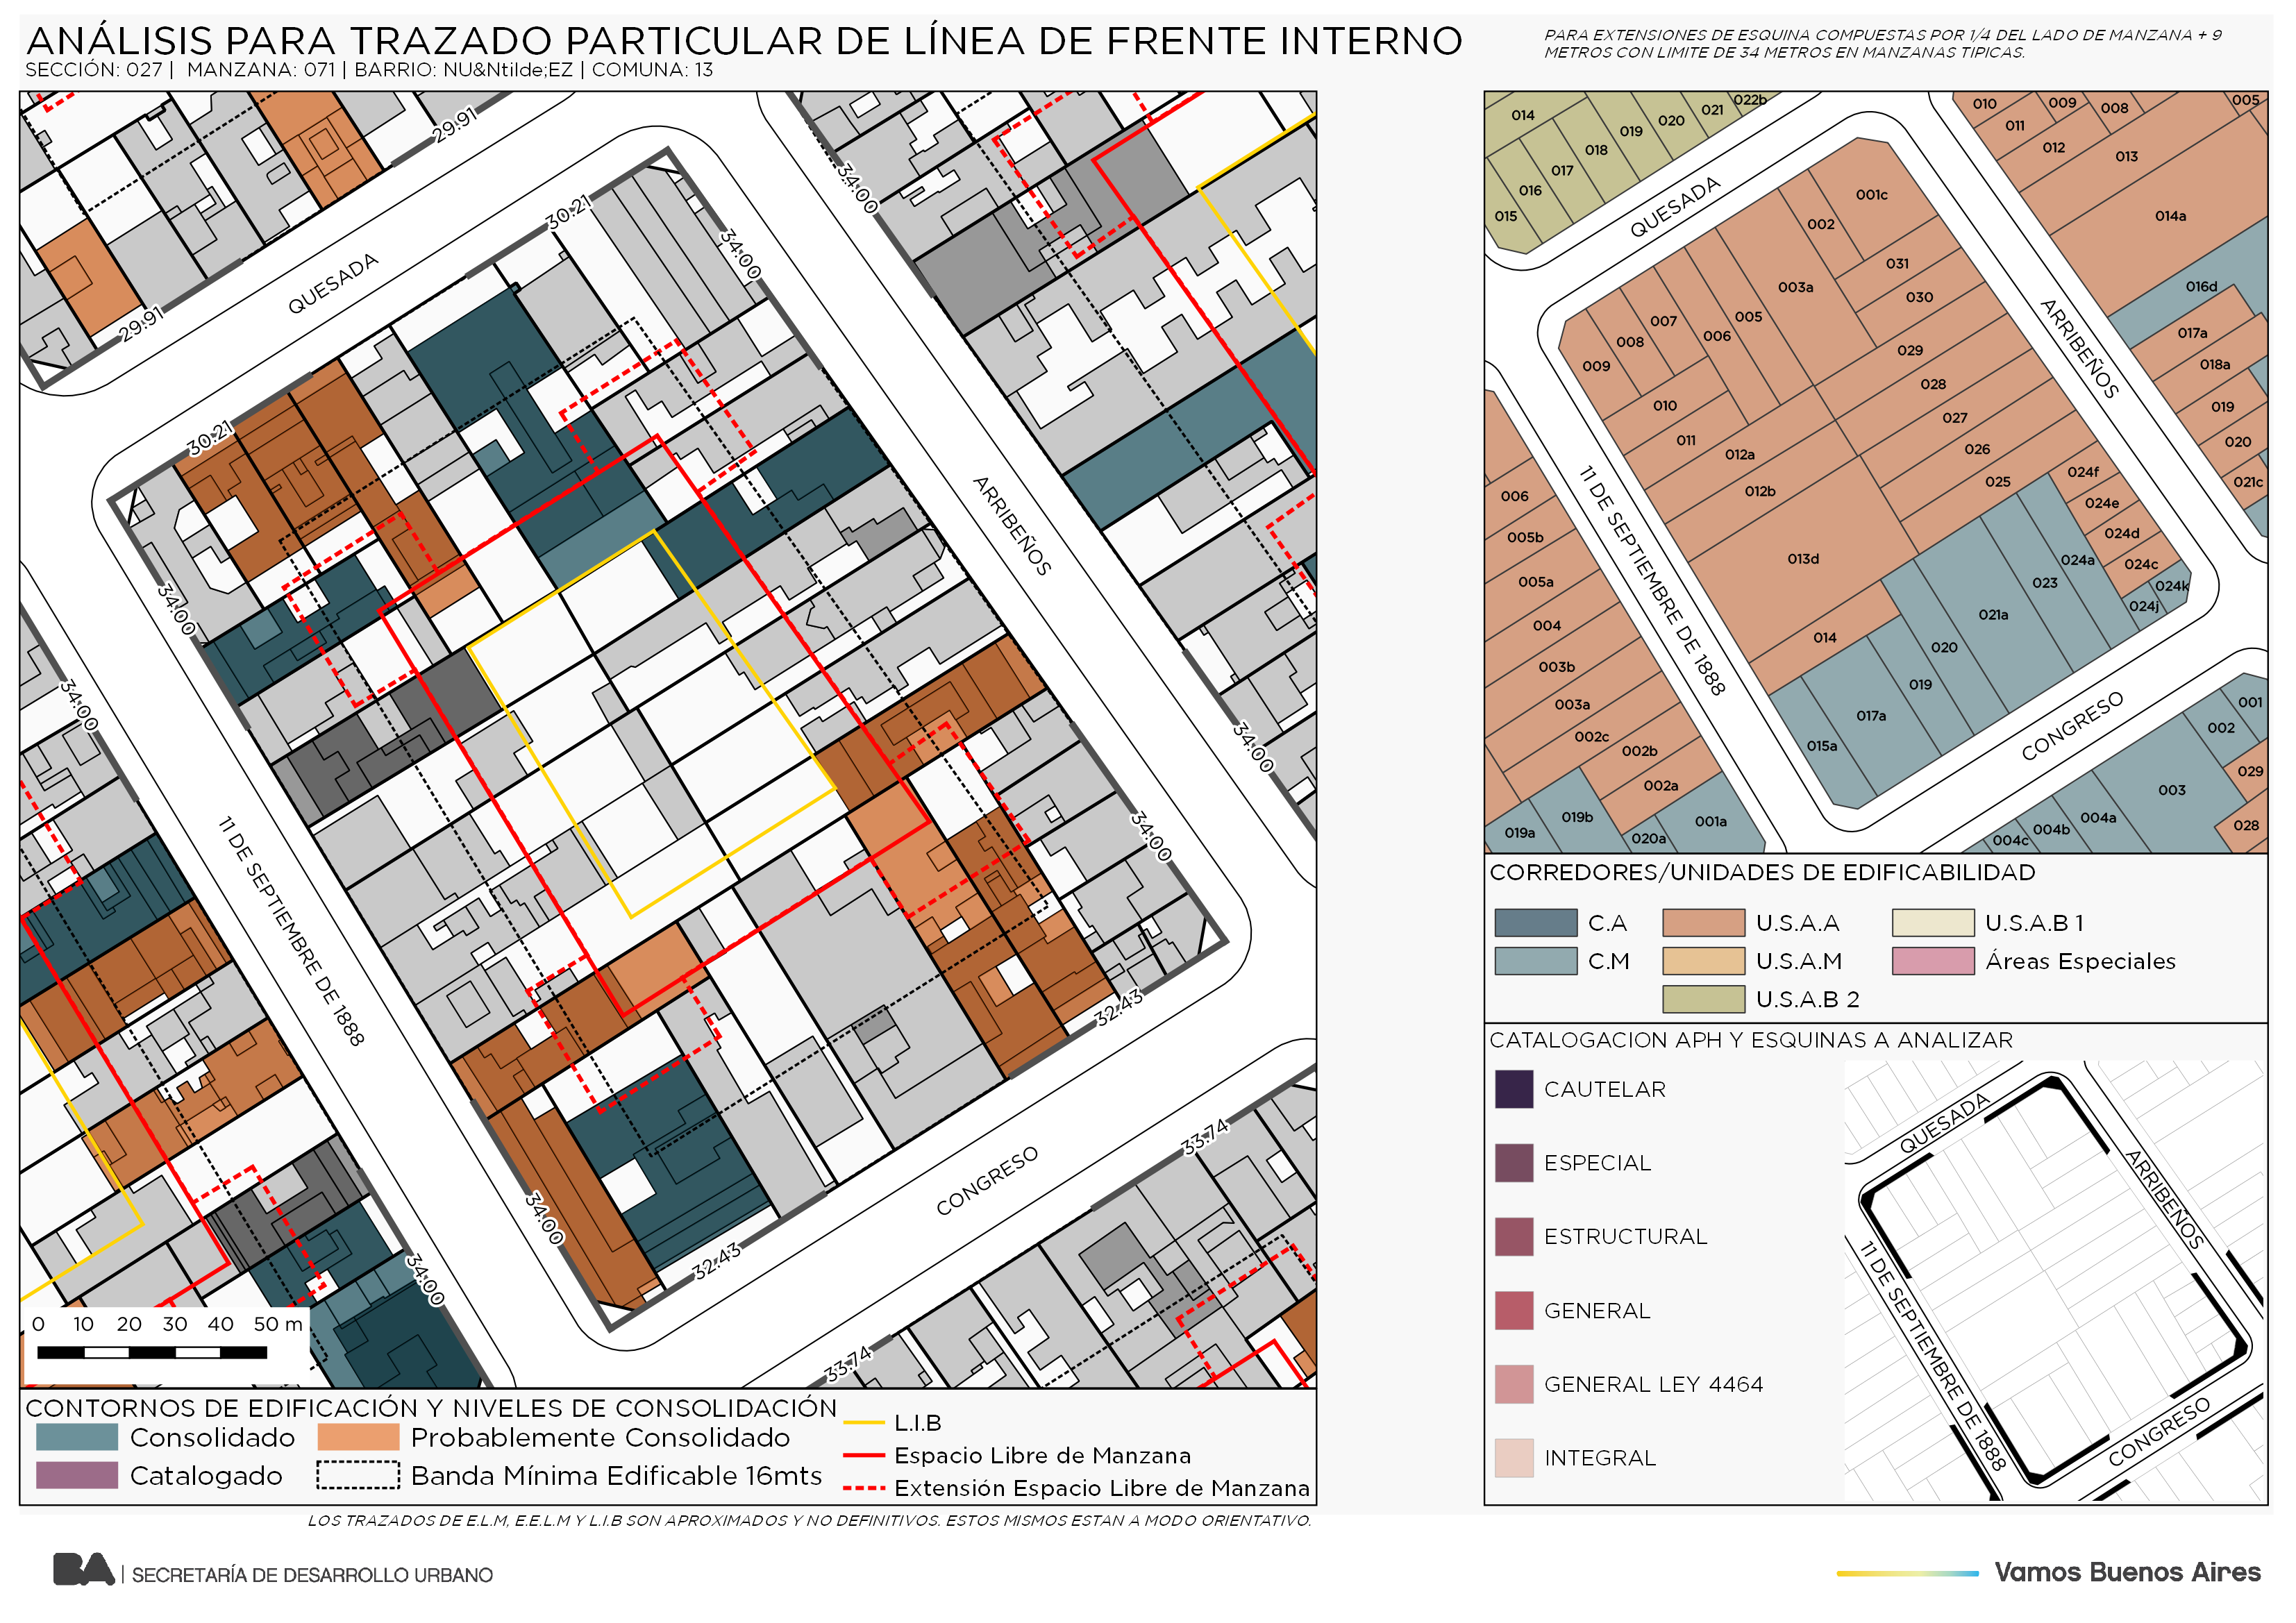 ANÁLISIS PARA TRAZADO PARTICULAR DE LÍNEA DE FRENTE INTERNO
SECCIÓN: 027 | MANZANA: 071 | BARRIO: NU&Ntilde;EZ | COMUNA: 13
PARA EXTENSIONES DE ESQUINA COMPUESTAS POR 1/4 DEL LADO DE MANZANA + 9
METROS CON LIMITE DE 34 METROS EN MANZANAS TIPICAS.
29.91
29.91
QUESADA
30.21
30.21
34.00
34.00
34.00
34.00
ARRIBEÑOS
34.00
34.00
11 DE SEPTIEMBRE DE 1888
34.00
34.00
32.43
32.43
CONGRESO
33.74
33.74
0 10 20 30 40 50 m
CONTORNOS DE EDIFICACIÓN Y NIVELES DE CONSOLIDACIÓN
Consolidado
Probablemente Consolidado
Catalogado
Banda Mínima Edificable 16mts
L.I.B
Espacio Libre de Manzana
Extensión Espacio Libre de Manzana
LOS TRAZADOS DE E.L.M, E.E.L.M Y L.I.B SON APROXIMADOS Y NO DEFINITIVOS. ESTOS MISMOS ESTAN A MODO ORIENTATIVO.
014
015
016
017
018
019
020
021
022b
QUESADA
010
009
008
005
011
012
013
014a
016d
017a
018a
019
020
021c
ARRIBEÑOS
001c
002
003a
031
030
029
028
027
026
025
005
006
007
008
009
010
011
012a
012b
013d
014
024f
024e
024d
024c
024k
024j
024a
023
021a
020
019
017a
015a
11 DE SEPTIEMBRE DE 1888
CONGRESO
006
005b
005a
004
003b
003a
002c
002b
002a
001a
020a
019b
019a
001
002
003
029
028
004a
004b
004c
CORREDORES/UNIDADES DE EDIFICABILIDAD
C.A
U.S.A.A
U.S.A.B 1
C.M
U.S.A.M
Áreas Especiales
U.S.A.B 2
CATALOGACION APH Y ESQUINAS A ANALIZAR
CAUTELAR
ESPECIAL
ESTRUCTURAL
GENERAL
GENERAL LEY 4464
INTEGRAL
QUESADA
ARRIBEÑOS
11 DE SEPTIEMBRE DE 1888
CONGRESO
BA | SECRETARÍA DE DESARROLLO URBANO
Vamos Buenos Aires